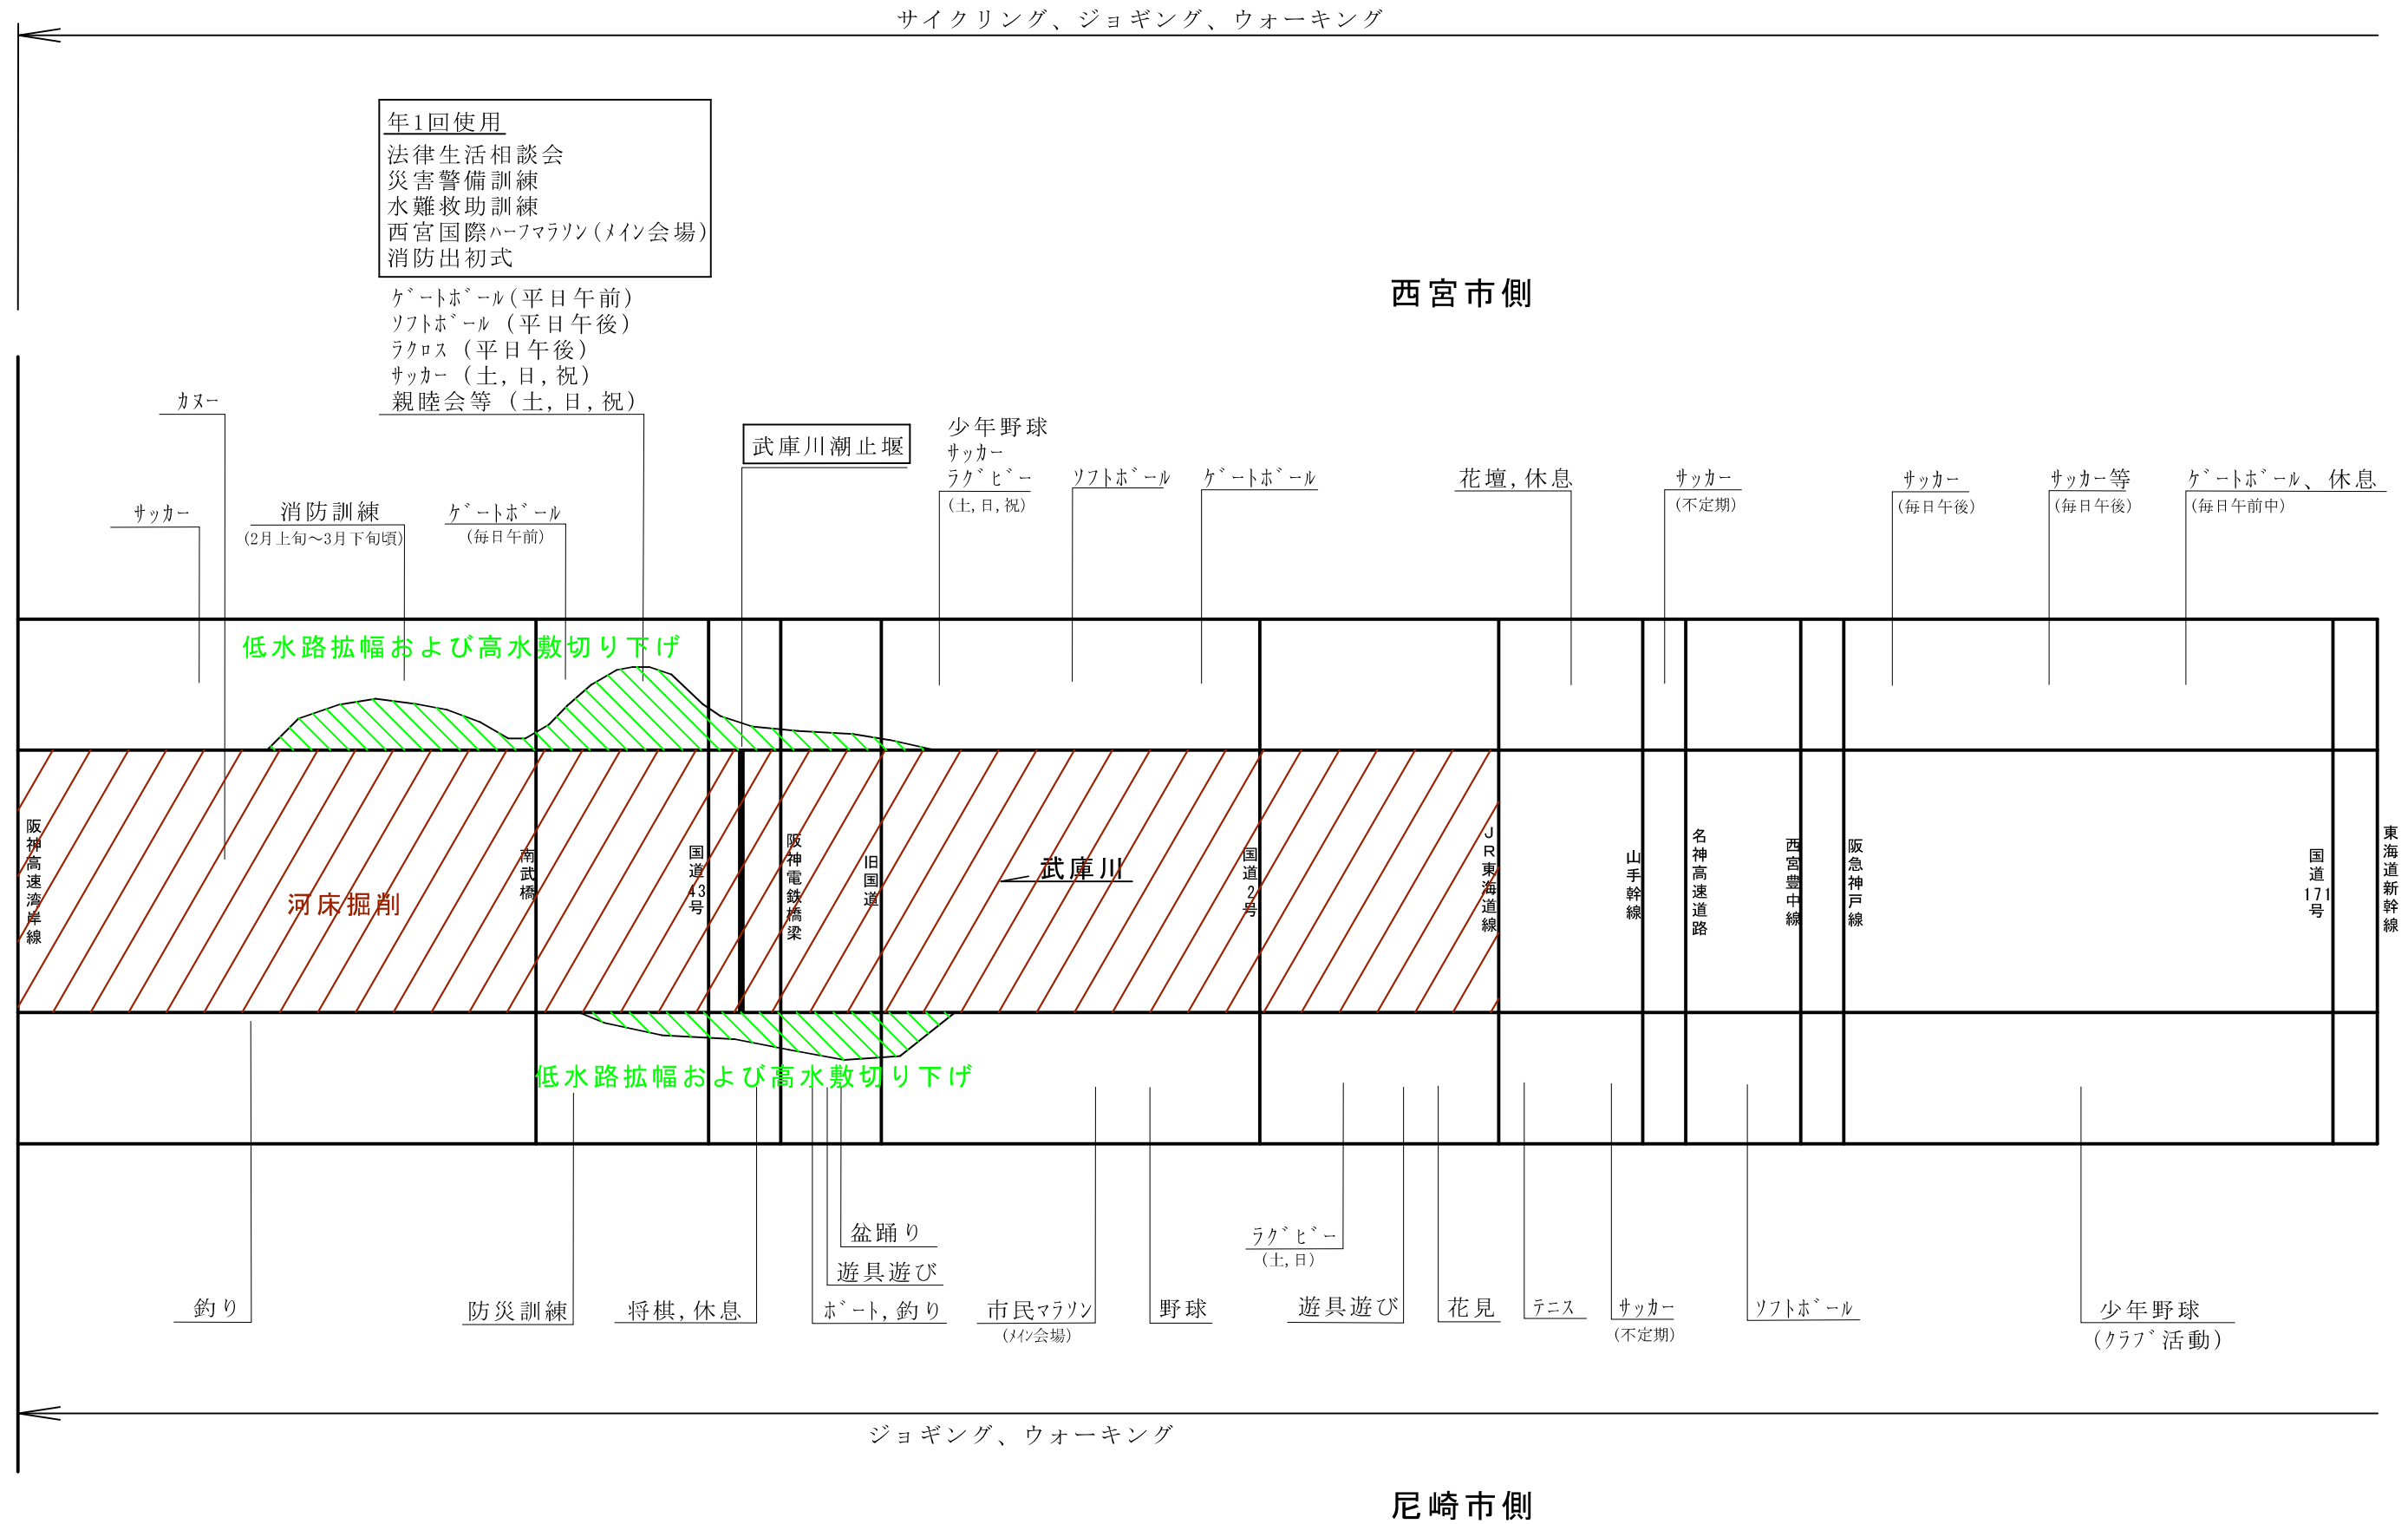 サイクリング、ジョギング、ウォーキング
年1回使用
法律生活相談会
災害警備訓練
水難救助訓練
西宮国際ﾊｰﾌﾏﾗｿﾝ(ﾒｲﾝ会場)
消防出初式
ｹﾞｰﾄﾎﾞｰﾙ(平日午前)
ｿﾌﾄﾎﾞｰﾙ (平日午後)
ﾗｸﾛｽ (平日午後)
ｻｯｶｰ (土,日,祝)
親睦会等 (土,日,祝)
西宮市側
ｶﾇｰ
ｻｯｶｰ
消防訓練
(2月上旬～3月下旬頃)
ｹﾞｰﾄﾎﾞｰﾙ
(毎日午前)
武庫川潮止堰
少年野球
ｻｯｶｰ
ﾗｸﾞﾋﾞｰ
(土,日,祝)
ｿﾌﾄﾎﾞｰﾙ
ｹﾞｰﾄﾎﾞｰﾙ
花壇,休息
ｻｯｶｰ
(不定期)
ｻｯｶｰ
(毎日午後)
ｻｯｶｰ等
(毎日午後)
ｹﾞｰﾄﾎﾞｰﾙ、休息
(毎日午前中)
低水路拡幅および高水敷切り下げ
阪神高速湾岸線
河床掘削
南武橋
国道43号
阪神電鉄橋梁
旧国道
武庫川
国道2号
ＪＲ東海道線
山手幹線
名神高速道路
西宮豊中線
阪急神戸線
国道171号
東海道新幹線
低水路拡幅および高水敷切り下げ
釣り
防災訓練
将棋,休息
盆踊り
遊具遊び
ﾎﾞｰﾄ,釣り
市民ﾏﾗｿﾝ
(ﾒｲﾝ会場)
野球
ﾗｸﾞﾋﾞｰ
(土,日)
遊具遊び
花見
ﾃﾆｽ
ｻｯｶｰ
(不定期)
ｿﾌﾄﾎﾞｰﾙ
少年野球
(ｸﾗﾌﾞ活動)
ジョギング、ウォーキング
尼崎市側